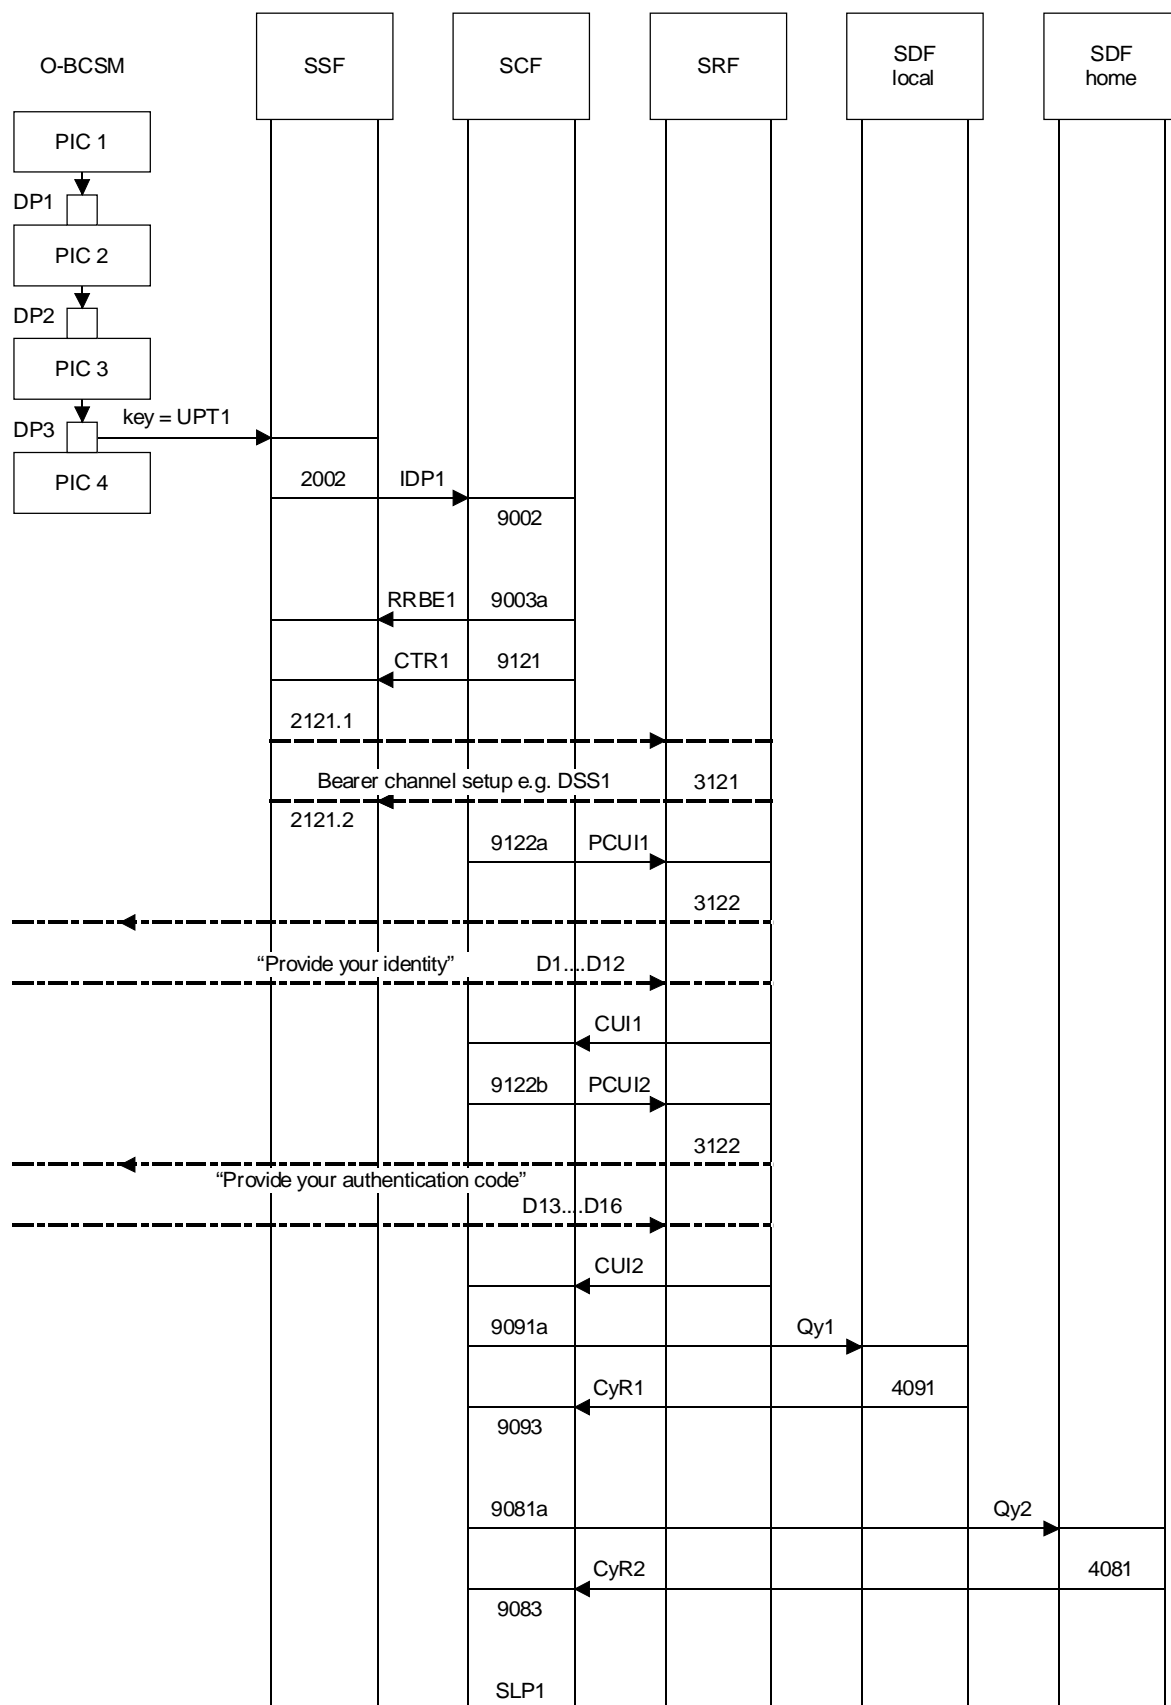 O-BCSM
SSF
SCF
SRF
SDF
local
SDF
home
PIC 1
DP1
PIC 2
DP2
PIC 3
key = UPT1
DP3
PIC 4
2002
IDP1
9002
RRBE1
9003a
CTR1
9121
2121.1
Bearer channel setup e.g. DSS1
3121
2121.2
9122a
PCUI1
3122
“Provide your identity”
D1....D12
CUI1
9122b
PCUI2
3122
“Provide your authentication code”
D13....D16
CUI2
9091a
Qy1
CyR1
4091
9093
9081a
Qy2
CyR2
4081
9083
SLP1